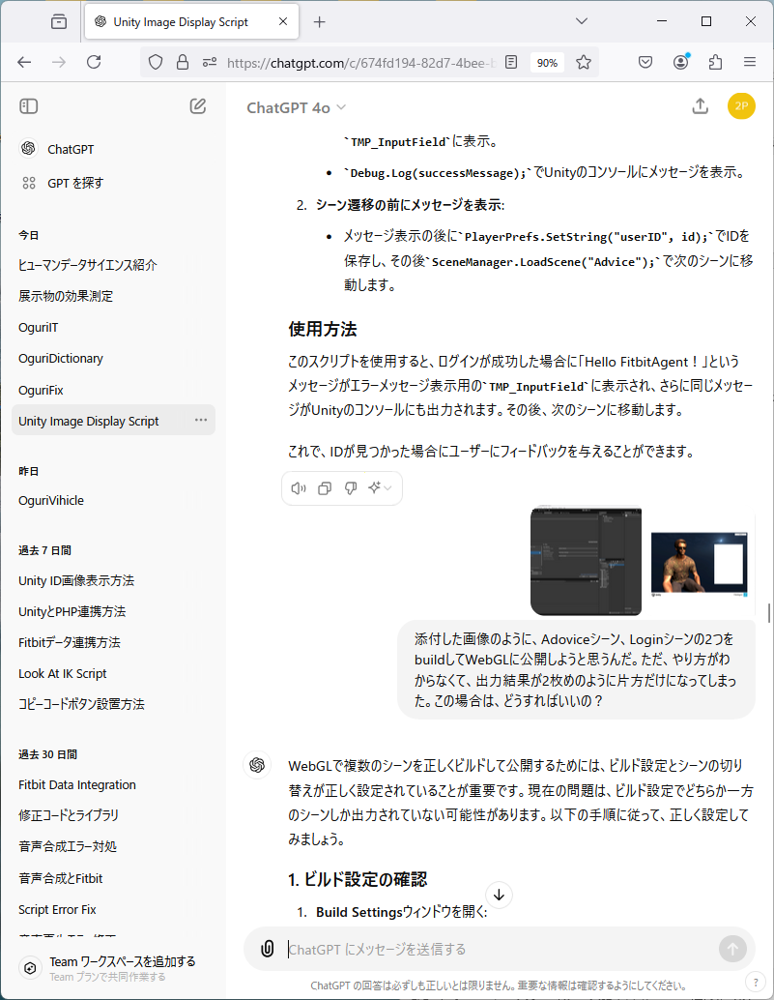 Unity Image Display Script
https://chatgpt.com/c/674fd194-82d7-4bee-b
90%
ChatGPT 4o
2P
ChatGPT
GPT を探す
今日
ヒューマンデータサイエンス紹介
展示物の効果測定
OguriIT
OguriDictionary
OguriFix
Unity Image Display Script
昨日
OguriVihicle
過去 7 日間
Unity ID画像表示方法
UnityとPHP連携方法
Fitbitデータ連携方法
Look At IK Script
コピーコードボタン設置方法
過去 30 日間
Fitbit Data Integration
修正コードとライブラリ
音声合成エラー対処
音声合成とFitbit
Script Error Fix
Team ワークスペースを追加する
Team プランで共同作業する
`TMP_InputField`に表示。
• `Debug.Log(successMessage);`でUnityのコンソールにメッセージを表示。
2. シーン遷移の前にメッセージを表示:
• メッセージ表示の後に`PlayerPrefs.SetString("userID", id);`でIDを
保存し、その後`SceneManager.LoadScene("Advice");`で次のシーンに移
動します。
使用方法
このスクリプトを使用すると、ログインが成功した場合に「Hello FitbitAgent！」という
メッセージがエラーメッセージ表示用の`TMP_InputField`に表示され、さらに同じメッセー
ジがUnityのコンソールにも出力されます。その後、次のシーンに移動します。
これで、IDが見つかった場合にユーザーにフィードバックを与えることができます。
添付した画像のように、Adoviceシーン、Loginシーンの2つを
buildしてWebGLに公開しようと思うんだ。ただ、やり方がわ
からなくて、出力結果が2枚めのように片方だけになってしまっ
た。この場合は、どうすればいいの？
WebGLで複数のシーンを正しくビルドして公開するためには、ビルド設定とシーンの切り
替えが正しく設定されていることが重要です。現在の問題は、ビルド設定でどちらか一方
のシーンしか出力されていない可能性があります。以下の手順に従って、正しく設定して
みましょう。
1. ビルド設定の確認
1. Build Settingsウィンドウを開く:
ChatGPT にメッセージを送信する
ChatGPT の回答は必ずしも正しいとは限りません。重要な情報は確認するようにしてください。
?